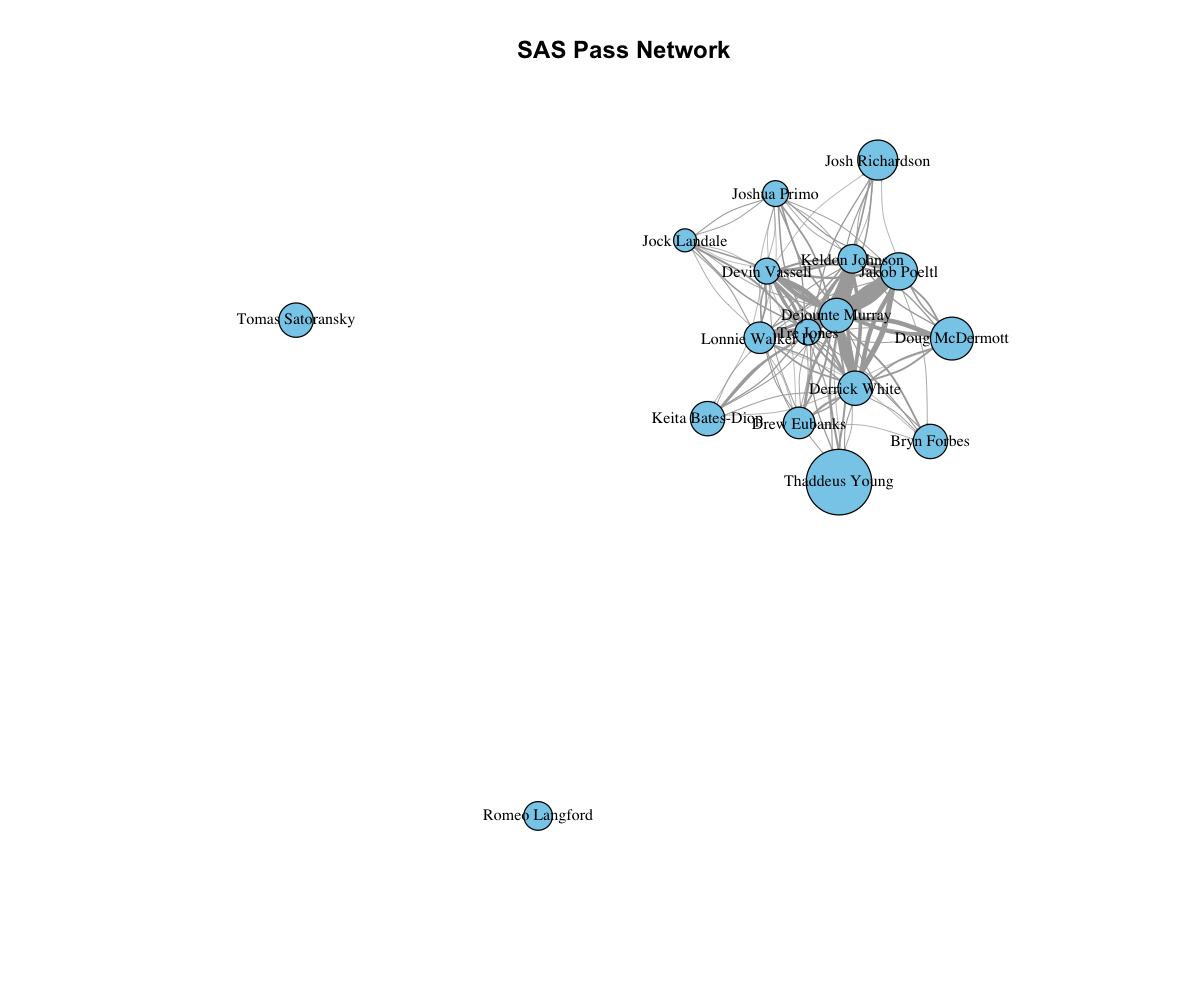 SAS Pass Network
Josh Richardson
Joshua Primo
Jock Landale
Keldon Johnson
Devin Vassell
Jakob Poeltl
Dejounte Murray
Tomas Satoransky
Tre Jones
Lonnie Walker IV
Doug McDermott
Derrick White
Keita Bates-Diop
Drew Eubanks
Bryn Forbes
Thaddeus Young
Romeo Langford